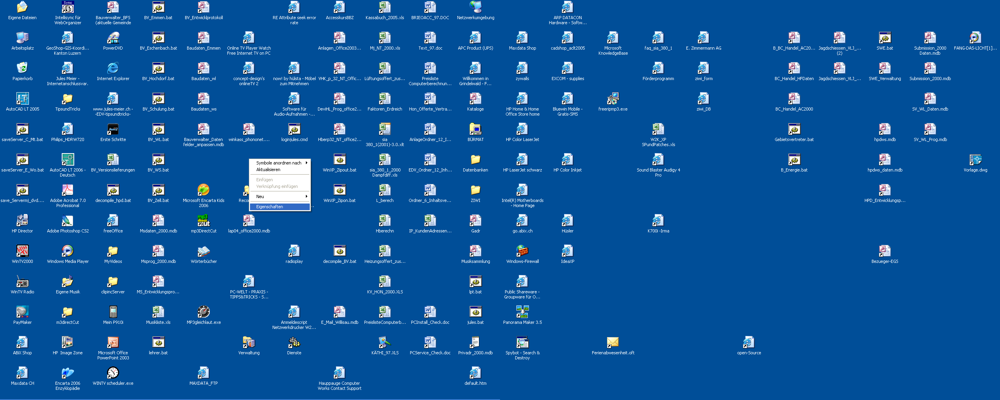 Sync
Eigene Dateien
Intellisync für
WebOrganizer
Bauverwalter_BFS
(aktuelle Gemeinde
BV_Emmen.bat
BV_Entwicklprotokoll
RE Attribute seek error
rate
AccesskursBBZ
Kassabuch_2005.xls
BRIEOACC_97.DOC
Netzwerkumgebung
ARP DATACON
Hardware - Softw...
Arbeitsplatz
GeoShop-GIS-Koordi...
Kanton Luzern
PowerDVD
BV_Eschenbach.bat
Baudaten_Emmen
Online TV Player Watch
Free Internet TV on PC
Anlagen_Office2003...
Mj_NT_2000.xls
Text_97.doc
APC Product (UPS)
Maxdata Shop
cadshop_aclt2005
Microsoft
KnowledgeBase
faq_sia_380_1
E. Zimmermann AG
B_BC_Handel_AC20...
Jagdschiessen_VLJ_...
(2)
SWE.bat
Submission_2000
Daten.mdb
FANG-DAS-LICHT[1]...
Papierkorb
Jules Meier -
Internetanschlussvar.
Internet Explorer
BV_Hochdorf.bat
Baudaten_wl
concept-design's
onlineTV 2
now! by hülsta - Möbel
zum Mitnehmen
VHK_p_32_NT_Offic...
Lüftungsoffert_zus...
Preisliste
Computerberechnun...
Willkommen in
Grindelwald - F...
zywalls
EXCOM - supplies
Förderprogramm
ziwi_form
BC_Handel_HFDaten
Jagdschiessen_VLJ_...
SWE_Verwaltung
Submission_2000.mdb
AutoCAD LT 2005
TipsundTricks
www.jules-meier.ch -
-EDV-tipsundtricks-
BV_Schulung.bat
Baudaten_ws
Software für
Audio-Aufnahmen -...
DeviHL_Prog_office2...
Faktoren_Erdreich
Hon_Offerte_Vertra...
Kataloge
HP Home & Home
Office Store home
Bluewin Mobile -
Gratis-SMS
freeripmp3.exe
ziwi_DB
BC_Handel_AC2000
SV_WL_Daten.mdb
saveServer_C_Mt.bat
Philips_HDRW720
Erste Schritte
BV_WL.bat
Bauverwalter_Daten
felder_anpassen.mdb
winkass_phononet....
loginjules.cmd
Hberp32_NT_office2...
sia
380_1(2001)-3.0.xlt
AnlageOrdner_12_I...
BÜRMAT
HP Color LaserJet
W2K_XP
SPundPatches.xls
Gebietsvertreter.bat
hpdws.mdb
SV_WL_Prog.mdb
saveServer_E_Wo.bat
AutoCAD LT 2006 -
Deutsch
BV_Versionslieferungen
BV_WS.bat
Symbole anordnen nach
Aktualisieren
Einfügen
Verknüpfung einfügen
Neu
Eigenschaften
WinXP_Zipout.bat
sia_380_1_2000
Dampfdiff.xls
EDV_Ordner_12_Inh...
Datenbanken
HP LaserJet schwarz
HP Color Inkjet
Sound Blaster Audigy 4
Pro
B_Energie.bat
hpdws_daten.mdb
Vorlage.dwg
save_Servermj_dvd....
Adobe Acrobat 7.0
Professional
decompile_hpd.bat
BV_Zell.bat
Microsoft Encarta Kids
2006
WinXP_Zipon.bat
L_berech
Ordner_6_Inhaltsve...
ZIWI
Intel(R) Motherboards
- Home Page
HPD_Entwicklungsp...
HP Director
Adobe Photoshop CS2
freeOffice
Msdaten_2000.mdb
mp3
direct
cut
mp3DirectCut
lap04_office2000.mdb
Hberechn
IP_KundenAdressen...
Gadr
go.abix.ch
Hüsler
K700i -Irma
WinTV2000
Windows Media Player
MyVideos
Msprog_2000.mdb
Wörterbücher
radioplay
decompile_BV.bat
Heizungsoffert_zus...
Musiksammlung
Windows-Firewall
IdeaXP
Bezueger-EGS
WinTV Radio
Eigene Musik
clipincServer
MS_Entwicklungspro...
PC-WELT - PRAXIS -
TIPPS&TRICKS - S...
KV_HON_2000.XLS
lpt.bat
Public Shareware -
Groupware für O...
PayMaker
m3directCut
Mein P910i
Musikliste.xls
MP3gleichlaut.exe
Anmeldescript
Netzwerkdrucker W2...
E_Mail_Willisau.mdb
PreislisteComputerb...
PCInstall_Check.doc
jules.bat
Panorama Maker 3.5
ABiX Shop
HP Image Zone
Microsoft Office
PowerPoint 2003
lehrer.bat
Verwaltung
Dienste
KÄTHI_97.XLS
PCService_Check.doc
Privadr_2000.mdb
Spybot - Search &
Destroy
Ferienabwesenheit.oft
open-Source
Maxdata CH
Encarta 2006
Enzyklopädie
WINTV scheduler.exe
MAXDATA_FTP
Hauppauge Computer
Works Contact Support
default.htm